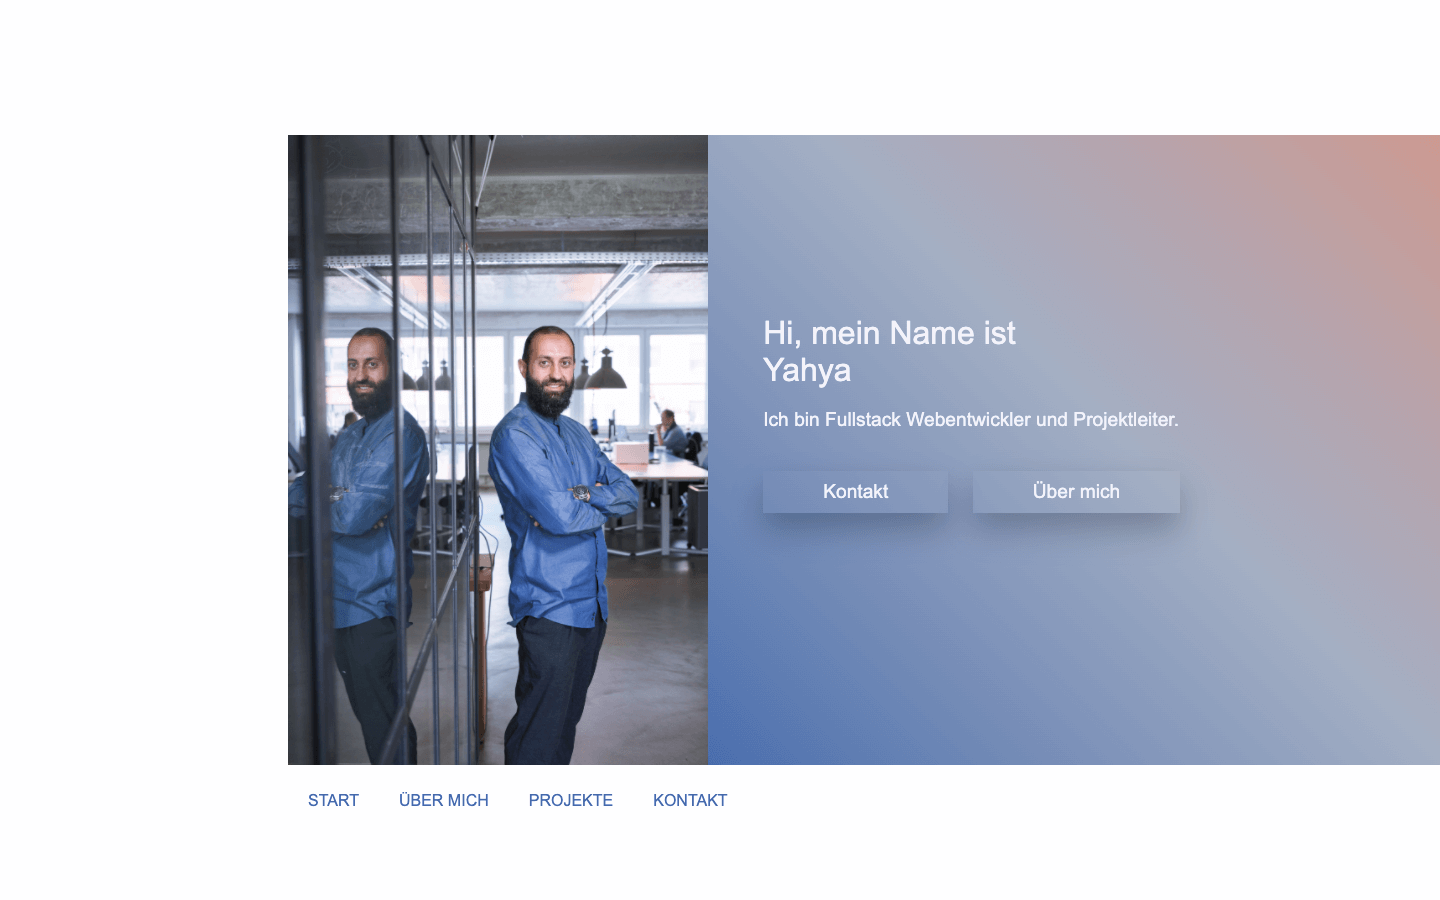 Hi, mein Name ist
Yahya
Ich bin Fullstack Webentwickler und Projektleiter.
Kontakt
Über mich
START
ÜBER MICH
PROJEKTE
KONTAKT